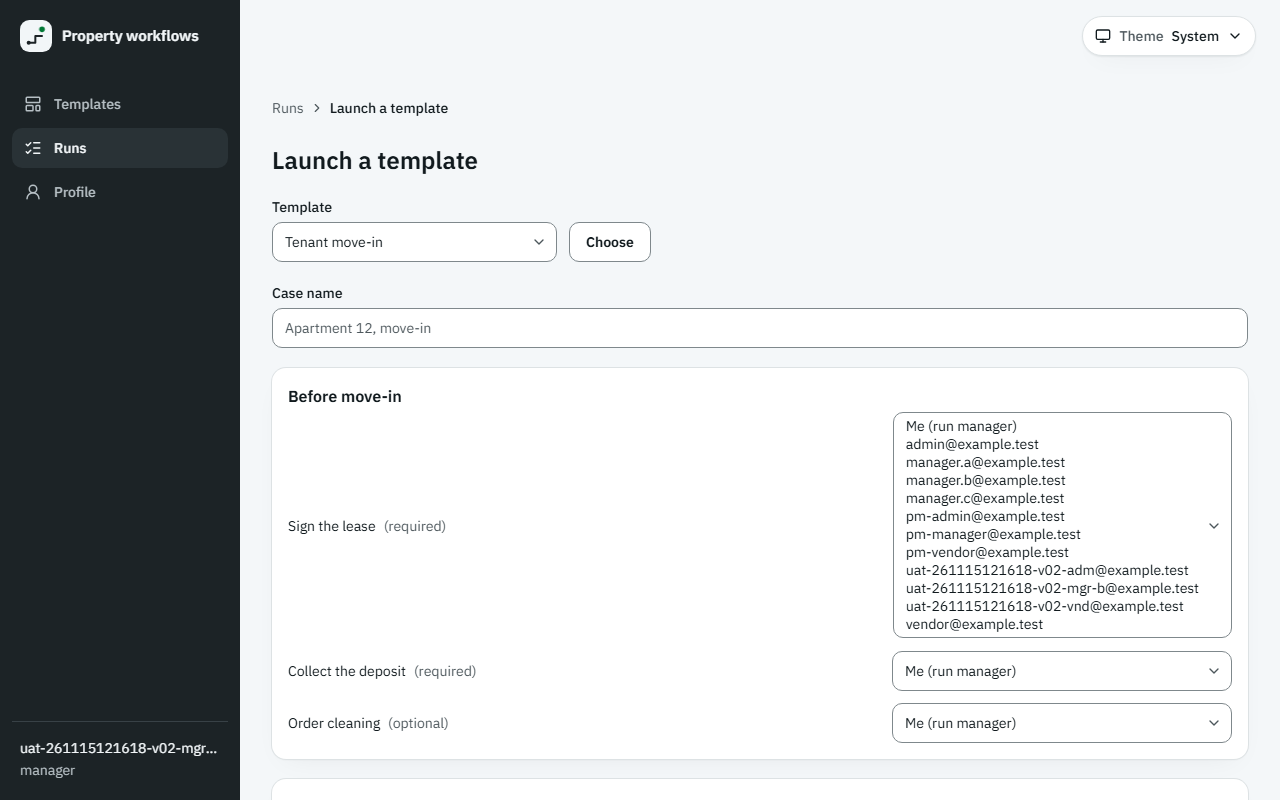 Property workflows
Theme System
Templates
Runs
Profile
Runs > Launch a template
Launch a template
Template
Tenant move-in
Choose
Case name
Apartment 12, move-in
Before move-in
Sign the lease (required)
Me (run manager)
admin@example.test
manager.a@example.test
manager.b@example.test
manager.c@example.test
pm-admin@example.test
pm-manager@example.test
pm-vendor@example.test
uat-261115121618-v02-adm@example.test
uat-261115121618-v02-mgr-b@example.test
uat-261115121618-v02-vnd@example.test
vendor@example.test
Collect the deposit (required)
Me (run manager)
Order cleaning (optional)
Me (run manager)
uat-261115121618-v02-mgr...
manager